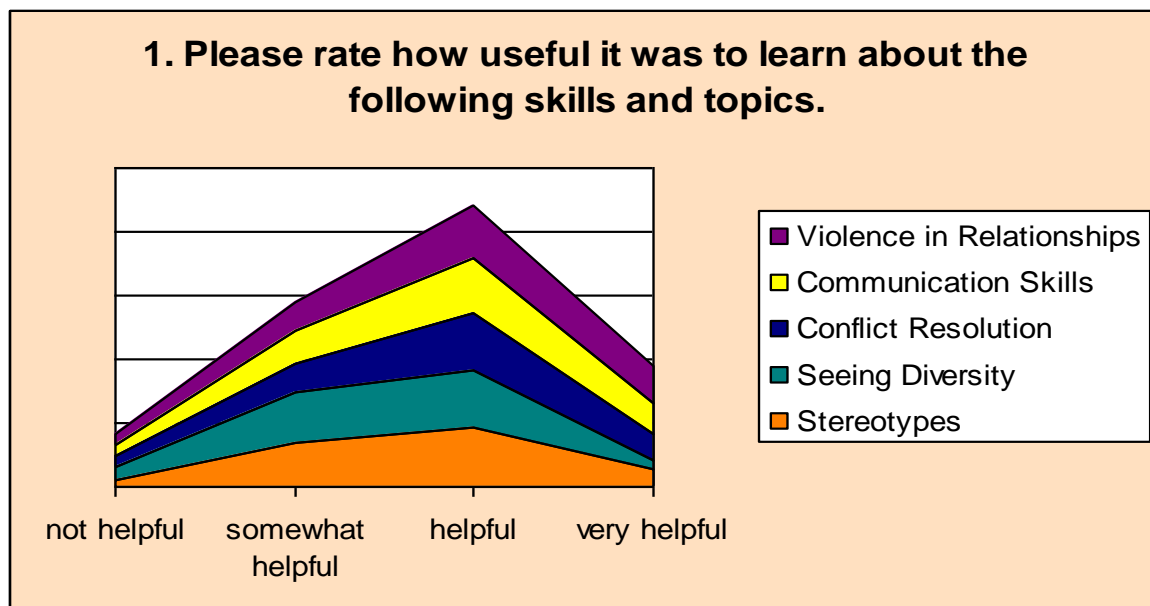 1. Please rate how useful it was to learn about the
following skills and topics.
Violence in Relationships
Communication Skills
Conflict Resolution
Seeing Diversity
Stereotypes
not helpful
somewhat
helpful
helpful
very helpful